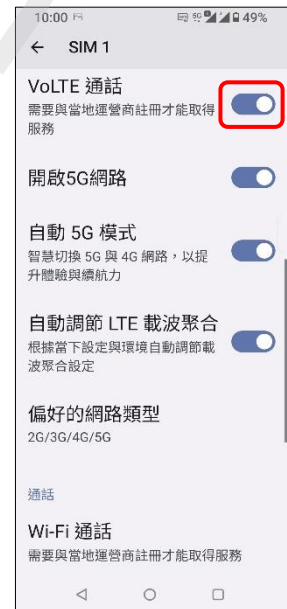 10:00
5G
49%
← SIM 1
VoLTE 通話
需要與當地運營商註冊才能取得
服務
開啟5G網路
自動 5G 模式
智慧切換 5G 與 4G 網路，以提
升體驗與續航力
自動調節 LTE 載波聚合
根據當下設定與環境自動調節載
波聚合設定
偏好的網路類型
2G/3G/4G/5G
通話
Wi-Fi 通話
需要與當地運營商註冊才能取得服務